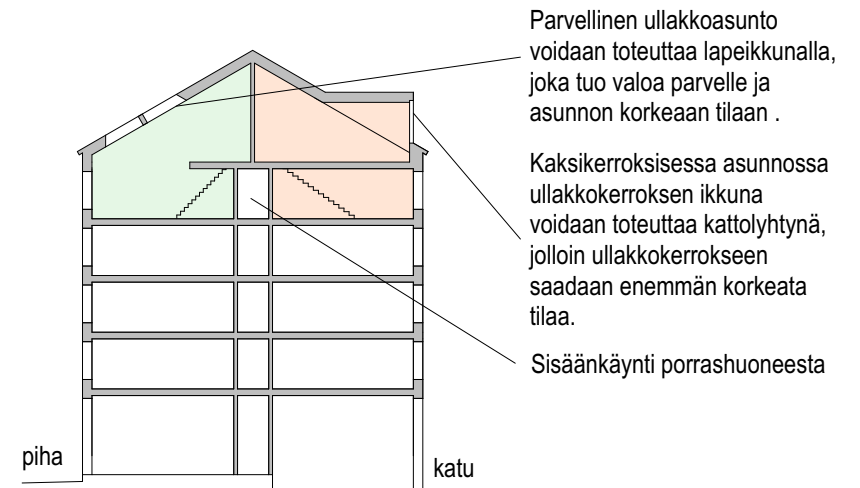 Parvellinen ullakkoasunto
voidaan toteuttaa lapeikkunalla,
joka tuo valoa parvelle ja
asunnon korkeaan tilaan .
Kaksikerroksisessa asunnossa
ullakkokerroksen ikkuna
voidaan toteuttaa kattolyhtynä,
jolloin ullakkokerrokseen
saadaan enemmän korkeata
tilaa.
Sisäänkäynti porrashuoneesta
piha
katu